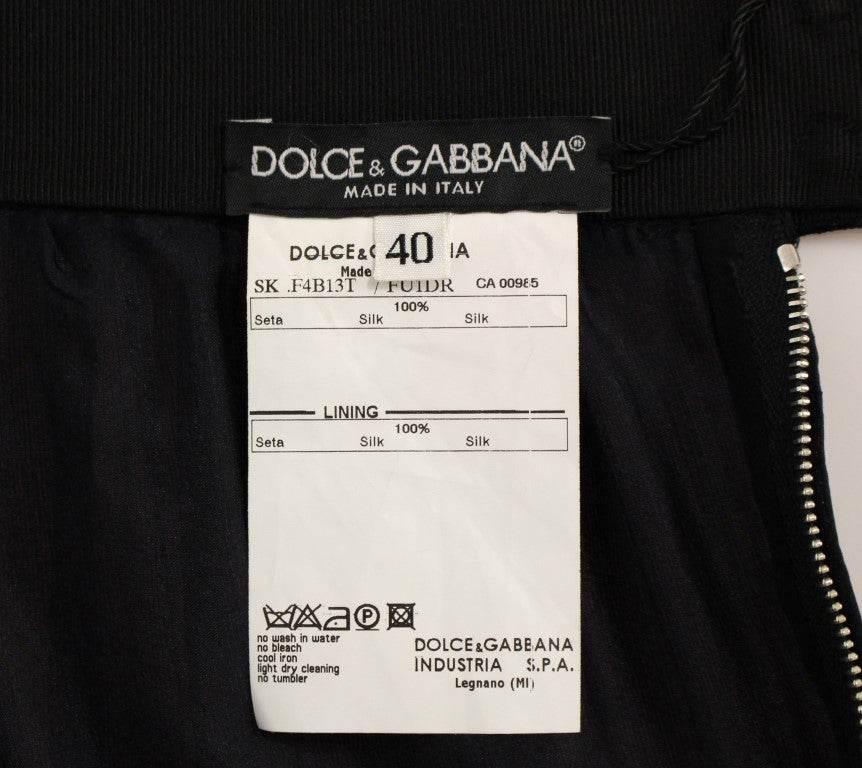 DOLCE & GABBANA®
MADE IN ITALY
40
DOLCE&
Made
SK .F4B13T / FU1DR CA 00985
100%
Seta Silk Silk
LINING
100%
Seta Silk Silk
P
no wash in water
no bleach
cool iron
light dry cleaning
no tumbler
DOLCE&GABBANA
INDUSTRIA S.P.A.
Legnano (MI)